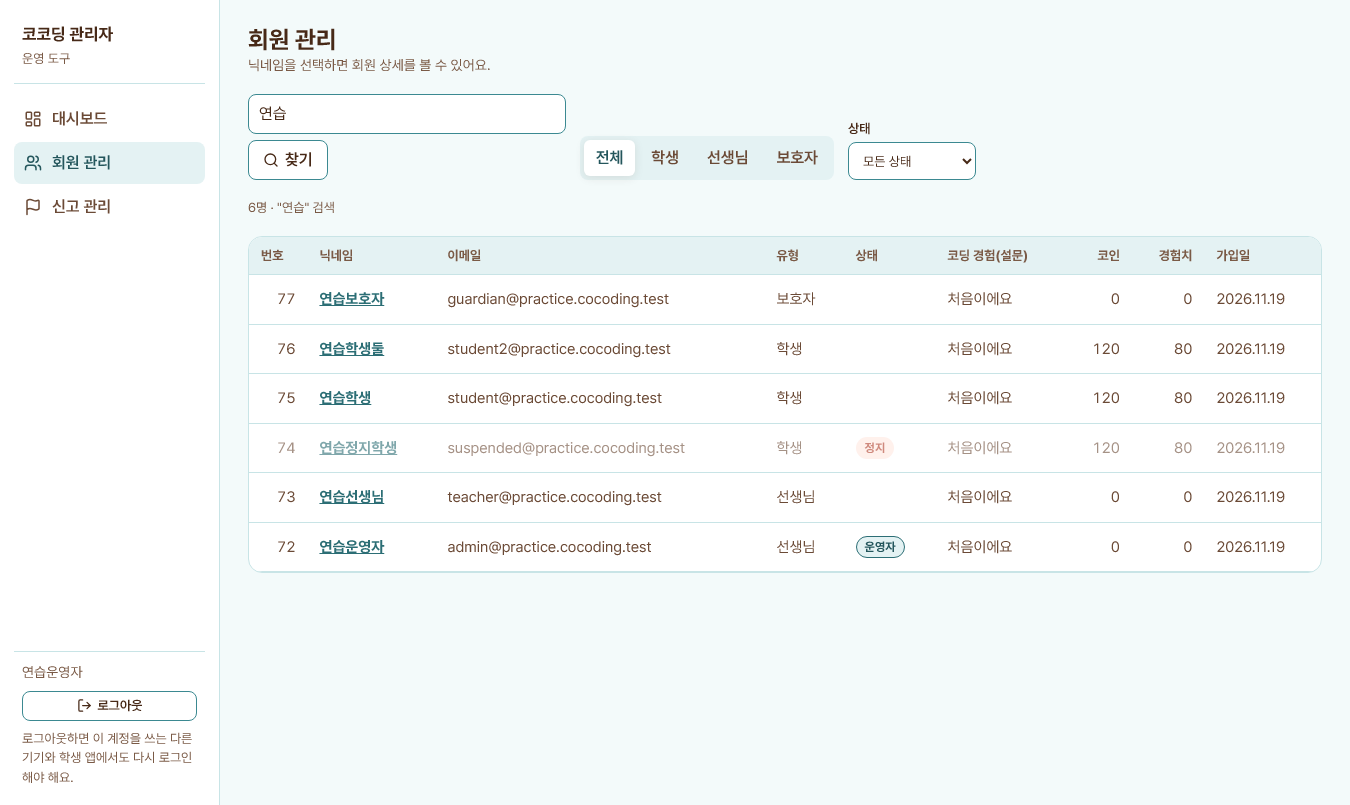 코코딩 관리자
운영 도구
대시보드
회원 관리
신고 관리
연습운영자
로그아웃
로그아웃하면 이 계정을 쓰는 다른
기기와 학생 앱에서도 다시 로그인
해야 해요.
회원 관리
닉네임을 선택하면 회원 상세를 볼 수 있어요.
연습
찾기
전체 학생 선생님 보호자
상태
모든 상태
6명 · "연습" 검색
번호 닉네임 이메일 유형 상태 코딩 경험(설문) 코인 경험치 가입일
77 연습보호자 guardian@practice.cocoding.test 보호자 처음이에요 0 0 2026.11.19
76 연습학생둘 student2@practice.cocoding.test 학생 처음이에요 120 80 2026.11.19
75 연습학생 student@practice.cocoding.test 학생 처음이에요 120 80 2026.11.19
74 연습정지학생 suspended@practice.cocoding.test 학생 정지 처음이에요 120 80 2026.11.19
73 연습선생님 teacher@practice.cocoding.test 선생님 처음이에요 0 0 2026.11.19
72 연습운영자 admin@practice.cocoding.test 선생님 운영자 처음이에요 0 0 2026.11.19